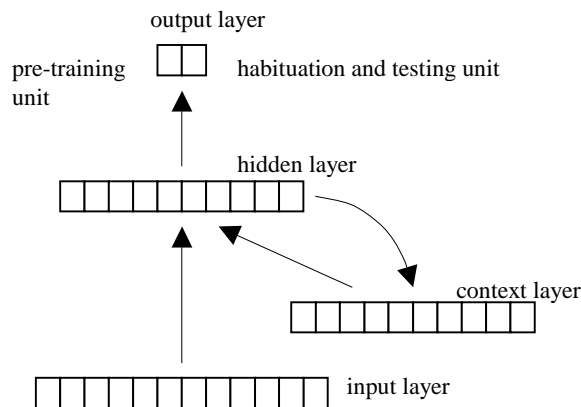 output layer
pre-training
unit
habituation and testing unit
hidden layer
context layer
input layer